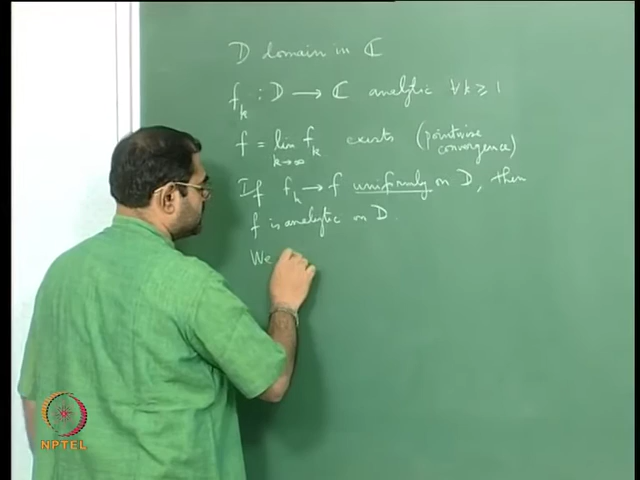 D domain in ℂ
f_k : D → ℂ analytic ∀ k ≥ 1
f = lim_{k→∞} f_k exists (pointwise convergence)
If f_k → f uniformly on D, then
f is analytic on D.
We
NPTEL